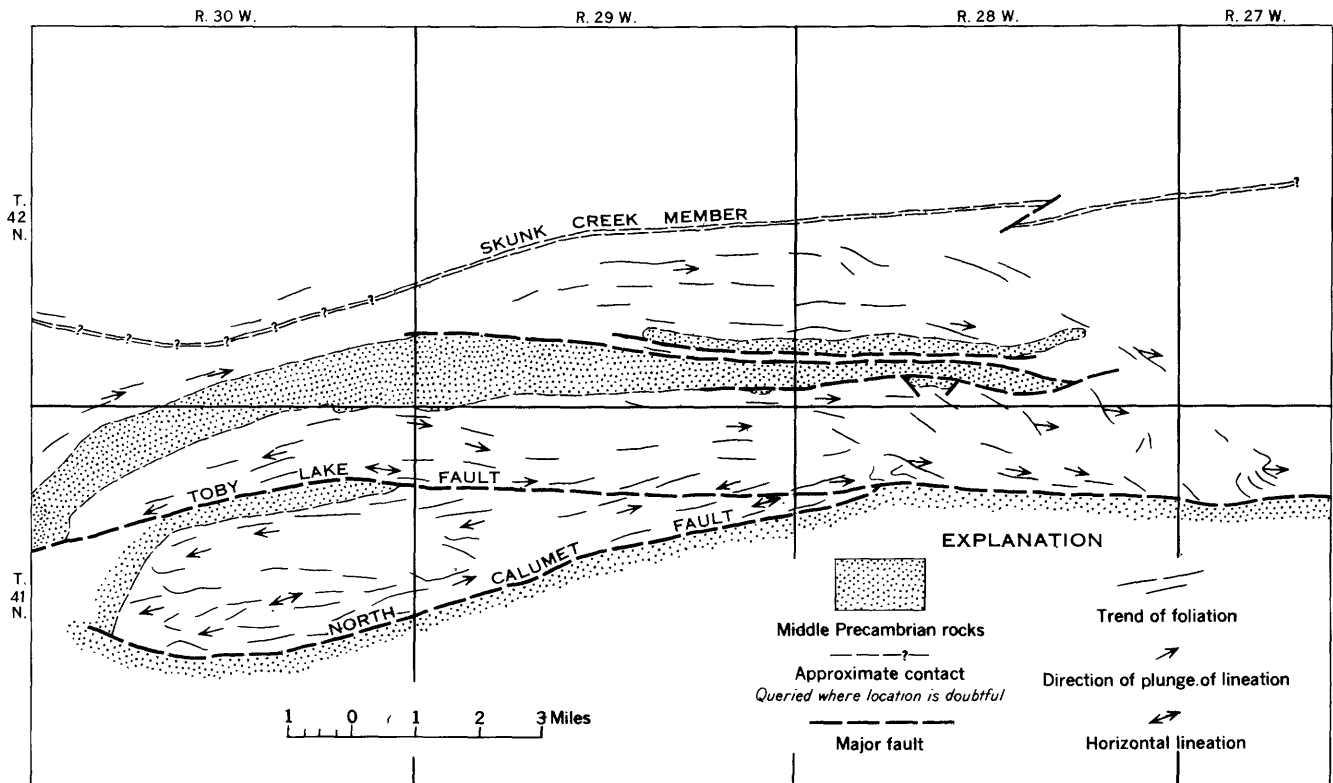 R. 30 W. R. 29 W. R. 28 W. R. 27 W.
T.
42
N.
SKUNK CREEK MEMBER
?
? ? ? ? ? ? ?
TOBY LAKE FAULT
NORTH CALUMET FAULT
T.
41
N.
EXPLANATION
Middle Precambrian rocks
?
Approximate contact
Queried where location is doubtful
Major fault
Trend of foliation
Direction of plunge.of lineation
Horizontal lineation
1 0 1 2 3 Miles